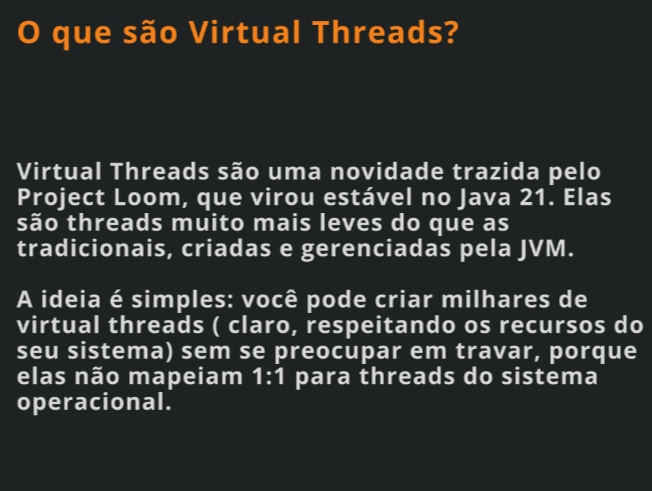 O que são Virtual Threads?
Virtual Threads são uma novidade trazida pelo
Project Loom, que virou estável no Java 21. Elas
são threads muito mais leves do que as
tradicionais, criadas e gerenciadas pela JVM.
A ideia é simples: você pode criar milhares de
virtual threads ( claro, respeitando os recursos do
seu sistema) sem se preocupar em travar, porque
elas não mapeiam 1:1 para threads do sistema
operacional.